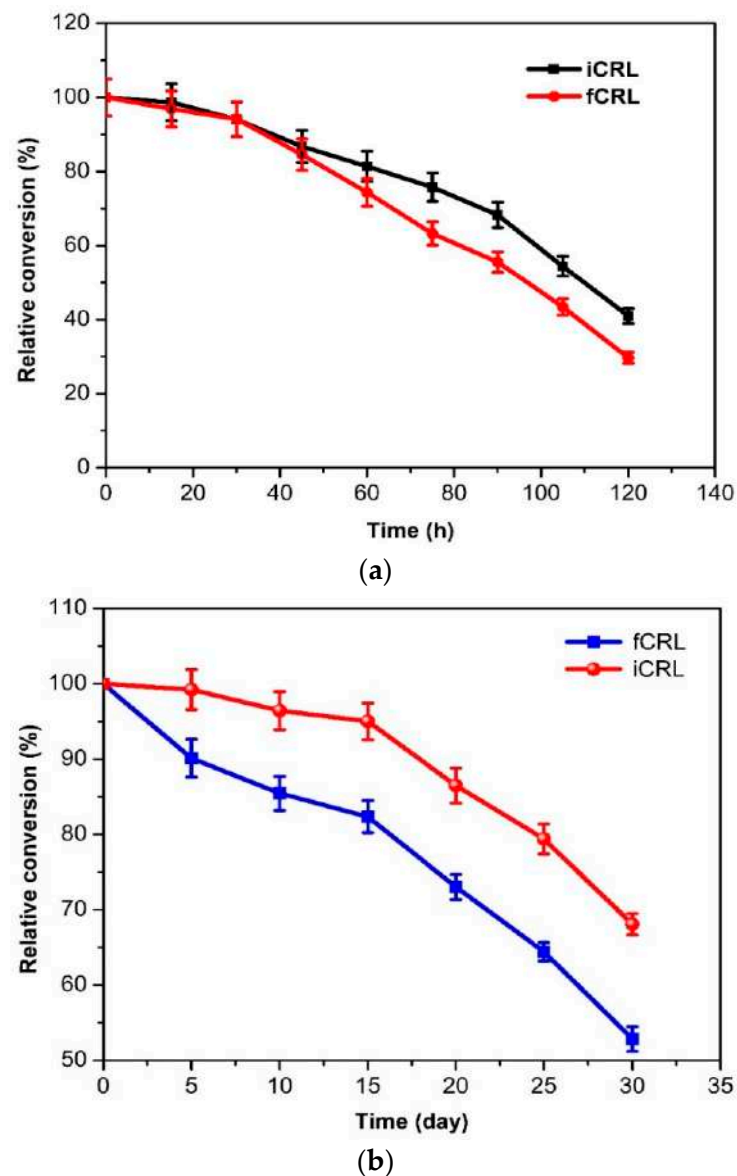 120
100
80
60
40
20
0
Relative conversion (%)
iCRL
fCRL
0 20 40 60 80 100 120 140
Time (h)
(a)
110
100
90
80
70
60
50
Relative conversion (%)
fCRL
iCRL
0 5 10 15 20 25 30 35
Time (day)
(b)